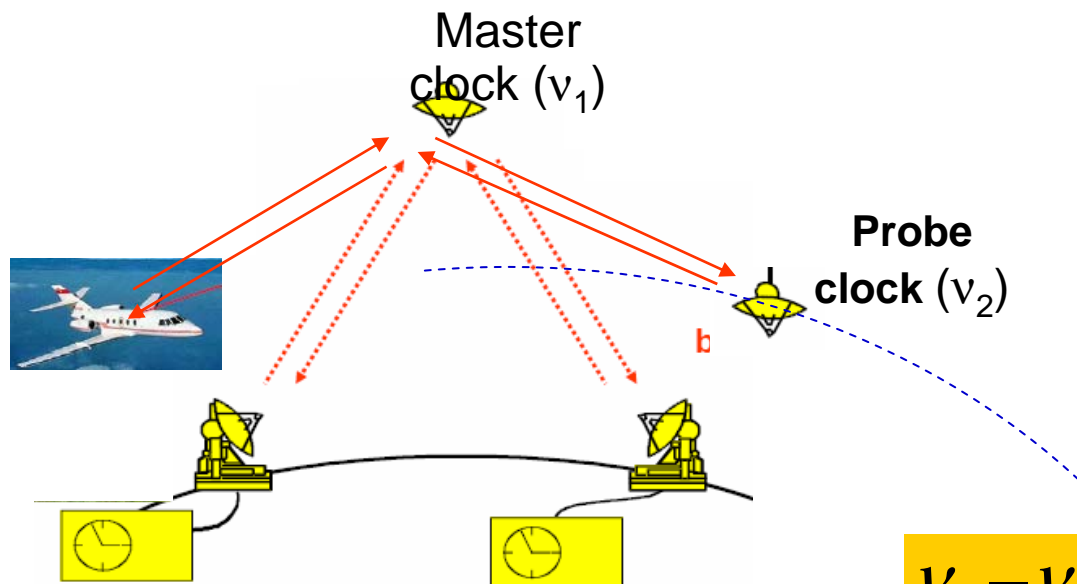 Master
clock (ν₁)
Probe
clock (ν₂)
b
ν - ν